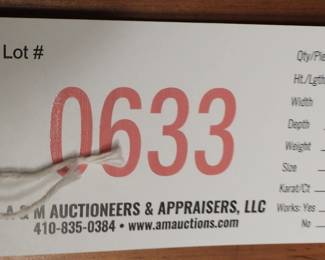 Lot #
Qty/Pie
Ht./Lgth
0633
Width
Depth
Weight
Size
Karat/Ct
A & M AUCTIONEERS & APPRAISERS, LLC
Works: Yes
410-835-0384 • www.amauctions.com
No